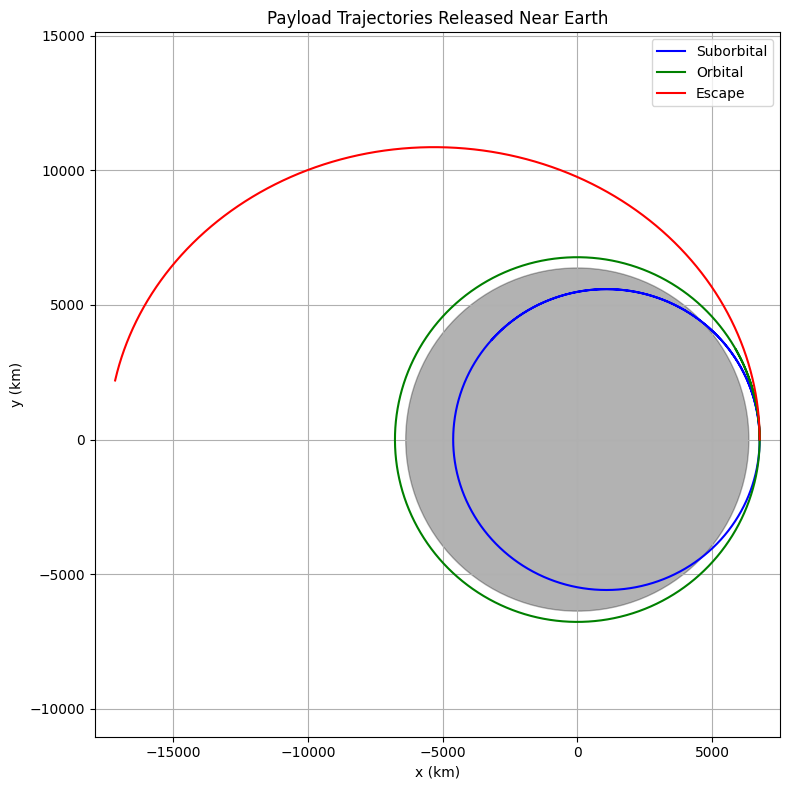 Payload Trajectories Released Near Earth
Suborbital
Orbital
Escape
15000
10000
5000
0
−5000
−10000
y (km)
−15000
−10000
−5000
0
5000
x (km)